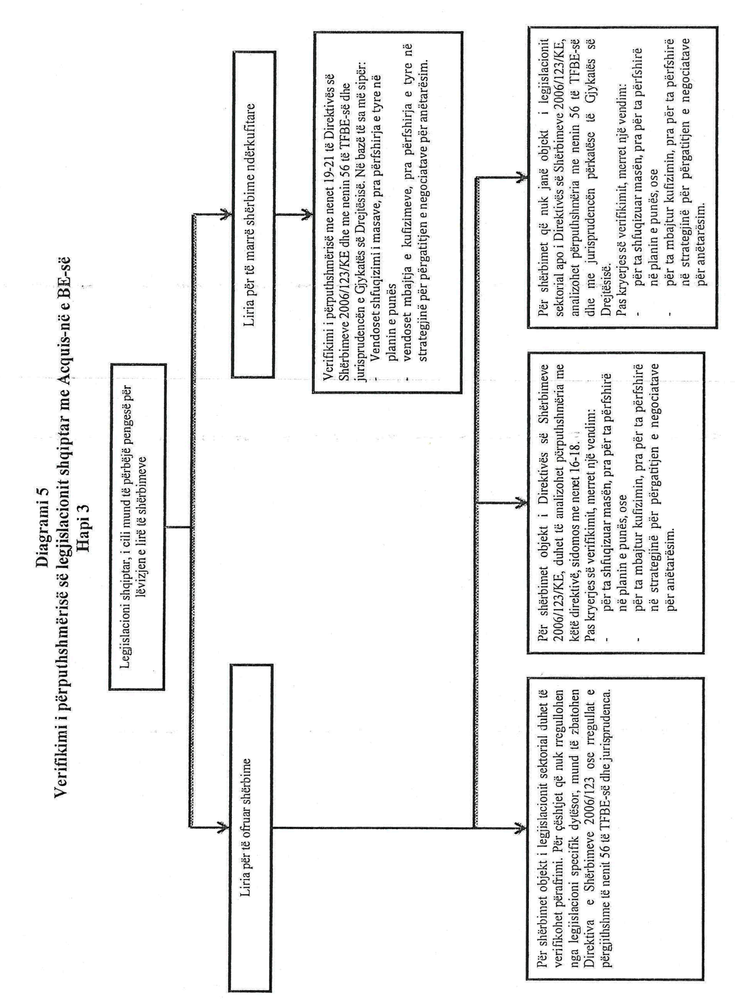 Diagrami 5
Verifikimi i përputhshmërisë së legjislacionit shqiptar me Acquis-në e BE-së
Hapi 3
Legjislacioni shqiptar, i cili mund të përbëjë pengesë për
lëvizjen e lirë të shërbimeve
Liria për të ofruar shërbime
Liria për të marrë shërbime ndërkufitare
Verifikimi i përputhshmërisë me nenet 19-21 të Direktivës së
Shërbimeve 2006/123/KE dhe me nenin 56 të TFBE-së dhe
jurisprudencën e Gjykatës së Drejtësisë. Në bazë të sa më sipër:
- Vendoset shfuqizimi i masave, pra përfshirja e tyre në
planin e punës
- vendoset mbajtja e kufizimeve, pra përfshirja e tyre në
strategjinë për përgatitjen e negociatave për anëtarësim.
Për shërbimet objekt i legjislacionit sektorial duhet të
verifikohet përafrimi. Për çështjet që nuk rregullohen
nga legjislacioni specifik dytësor, mund të zbatohen
Direktiva e Shërbimeve 2006/123 ose rregullat e
përgjithshme të nenit 56 të TFBE-së dhe jurisprudenca.
Për shërbimet objekt i Direktivës së Shërbimeve
2006/123/KE, duhet të analizohet përputhshmëria me
këtë direktivë, sidomos me nenet 16-18.
Pas kryerjes së verifikimit, merret një vendim:
- për ta shfuqizuar masën, pra për ta përfshirë
në planin e punës, ose
- për ta mbajtur kufizimin, pra për ta përfshirë
në strategjinë për përgatitjen e negociatave
për anëtarësim.
Për shërbimet që nuk janë objekt i legjislacionit
sektorial apo i Direktivës së Shërbimeve 2006/123/KE,
analizohet përputhshmëria me nenin 56 të TFBE-së
dhe me jurisprudencën përkatëse të Gjykatës së
Drejtësisë.
Pas kryerjes së verifikimit, merret një vendim:
- për ta shfuqizuar masën, pra për ta përfshirë
në planin e punës, ose
- për ta mbajtur kufizimin, pra për ta përfshirë
në strategjinë për përgatitjen e negociatave
për anëtarësim.